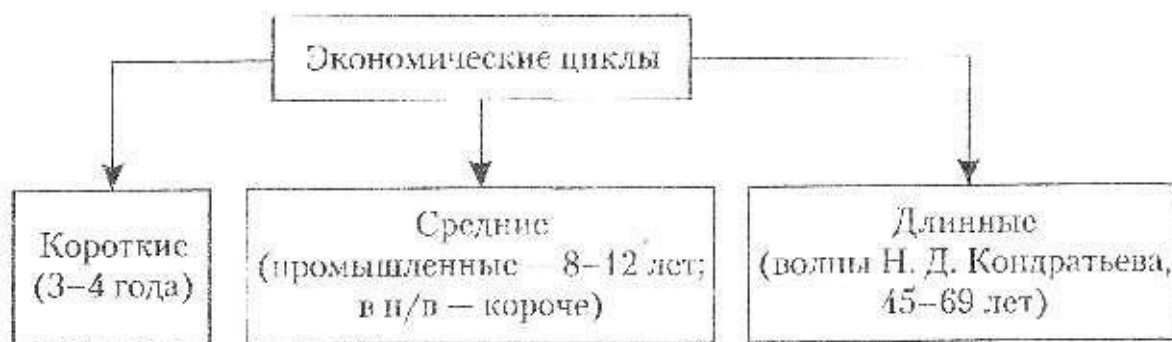 Экономические циклы
Короткие
(3–4 года)
Средние
(промышленные – 8–12 лет;
в н/в – короче)
Длинные
(волны Н. Д. Кондратьева,
45–69 лет)